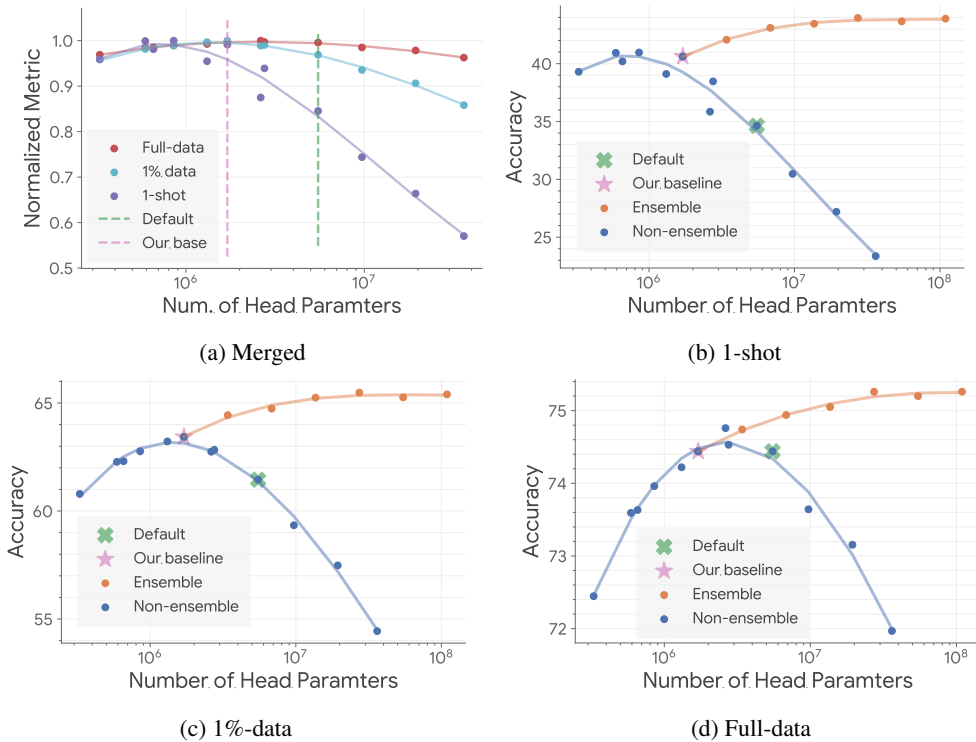 Normalized Metric
1.0
0.9
0.8
0.7
0.6
0.5
Full-data
1% data
1-shot
Default
Our base
10⁶
10⁷
Num. of Head Paramters
(a) Merged
Accuracy
40
35
30
25
Default
Our baseline
Ensemble
Non-ensemble
10⁶
10⁷
10⁸
Number of Head Paramters
(b) 1-shot
Accuracy
65
60
55
Default
Our baseline
Ensemble
Non-ensemble
10⁶
10⁷
10⁸
Number of Head Paramters
(c) 1%-data
Accuracy
75
74
73
72
Default
Our baseline
Ensemble
Non-ensemble
10⁶
10⁷
10⁸
Number of Head Paramters
(d) Full-data